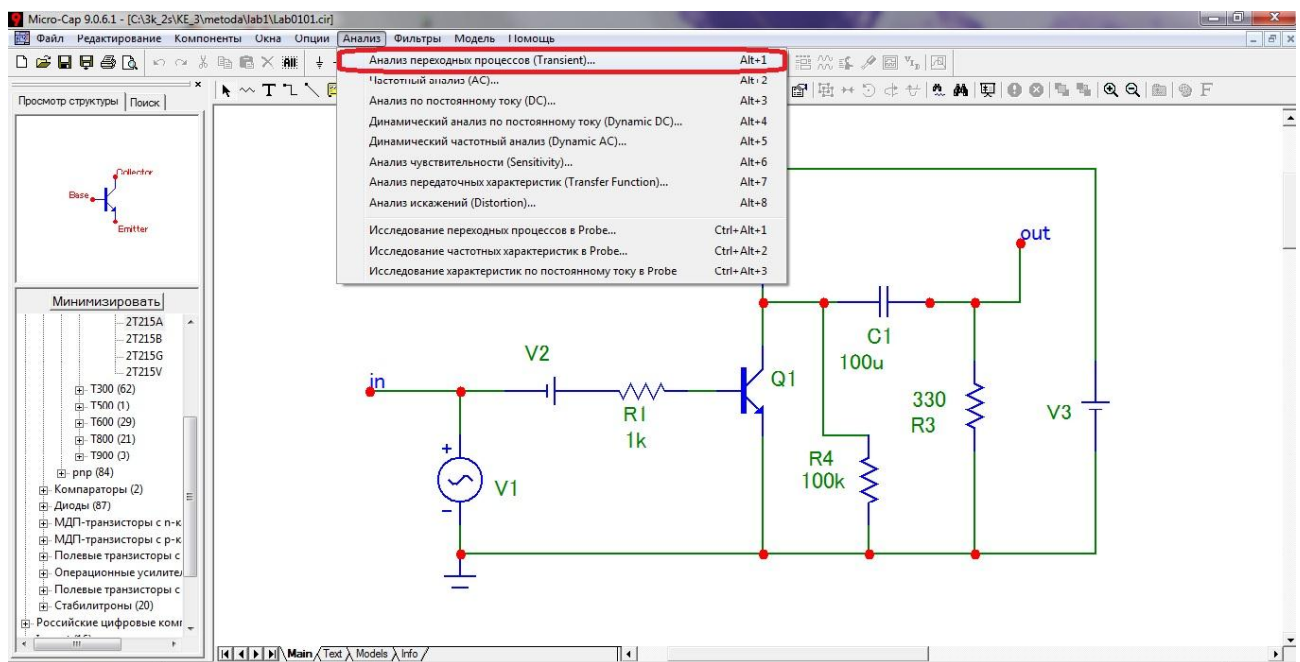 Micro-Cap 9.0.6.1 - [C:\3k_2s\KE_3\metoda\lab1\Lab0101.cir]
Файл Редактирование Компоненты Окна Опции Анализ Фильтры Модель Помощь
Анализ переходных процессов (Transient)... Alt+1
Частотный анализ (AC)... Alt+2
Анализ по постоянному току (DC)... Alt+3
Динамический анализ по постоянному току (Dynamic DC)... Alt+4
Динамический частотный анализ (Dynamic AC)... Alt+5
Анализ чувствительности (Sensitivity)... Alt+6
Анализ передаточных характеристик (Transfer Function)... Alt+7
Анализ искажений (Distortion)... Alt+8
Исследование переходных процессов в Probe... Ctrl+Alt+1
Исследование частотных характеристик в Probe... Ctrl+Alt+2
Исследование характеристик по постоянному току в Probe Ctrl+Alt+3
Просмотр структуры Поиск
Collector
Base
Emitter
Минимизировать
2T215A
2T215B
2T215G
2T215V
T300 (62)
T500 (1)
T600 (29)
T800 (21)
T900 (3)
pnp (84)
Компараторы (2)
Диоды (87)
МДП-транзисторы с n-к
МДП-транзисторы с p-к
Полевые транзисторы с
Операционные усилите
Полевые транзисторы с
Стабилитроны (20)
Российские цифровые комп
out
in
V2
R1
1k
Q1
C1
100u
330
R3
V3
R4
100k
V1
+
−
Main Text Models Info